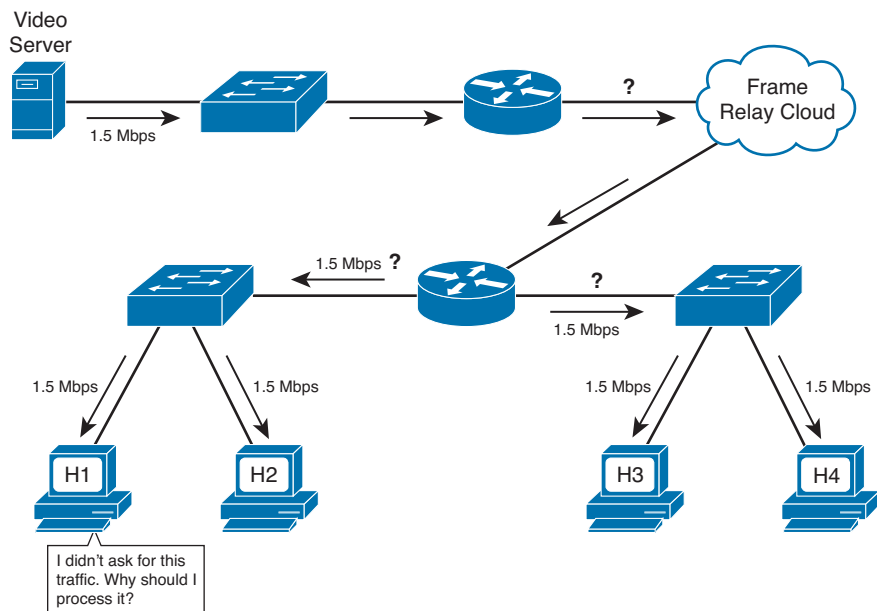 Video
Server
1.5 Mbps
?
Frame
Relay Cloud
1.5 Mbps ?
?
1.5 Mbps
1.5 Mbps
1.5 Mbps
1.5 Mbps
1.5 Mbps
H1
H2
H3
H4
I didn't ask for this
traffic. Why should I
process it?